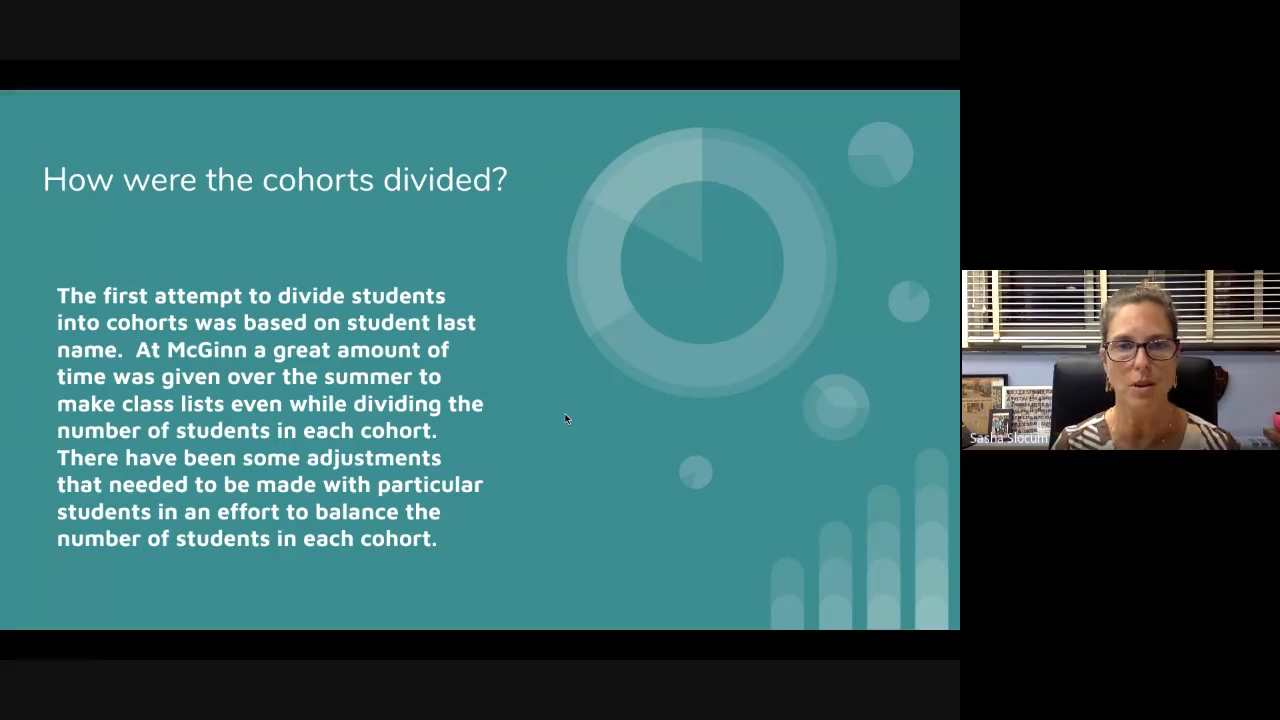 How were the cohorts divided?
The first attempt to divide students
into cohorts was based on student last
name.  At McGinn a great amount of
time was given over the summer to
make class lists even while dividing the
number of students in each cohort.
There have been some adjustments
that needed to be made with particular
students in an effort to balance the
number of students in each cohort.
Sasha Slocum